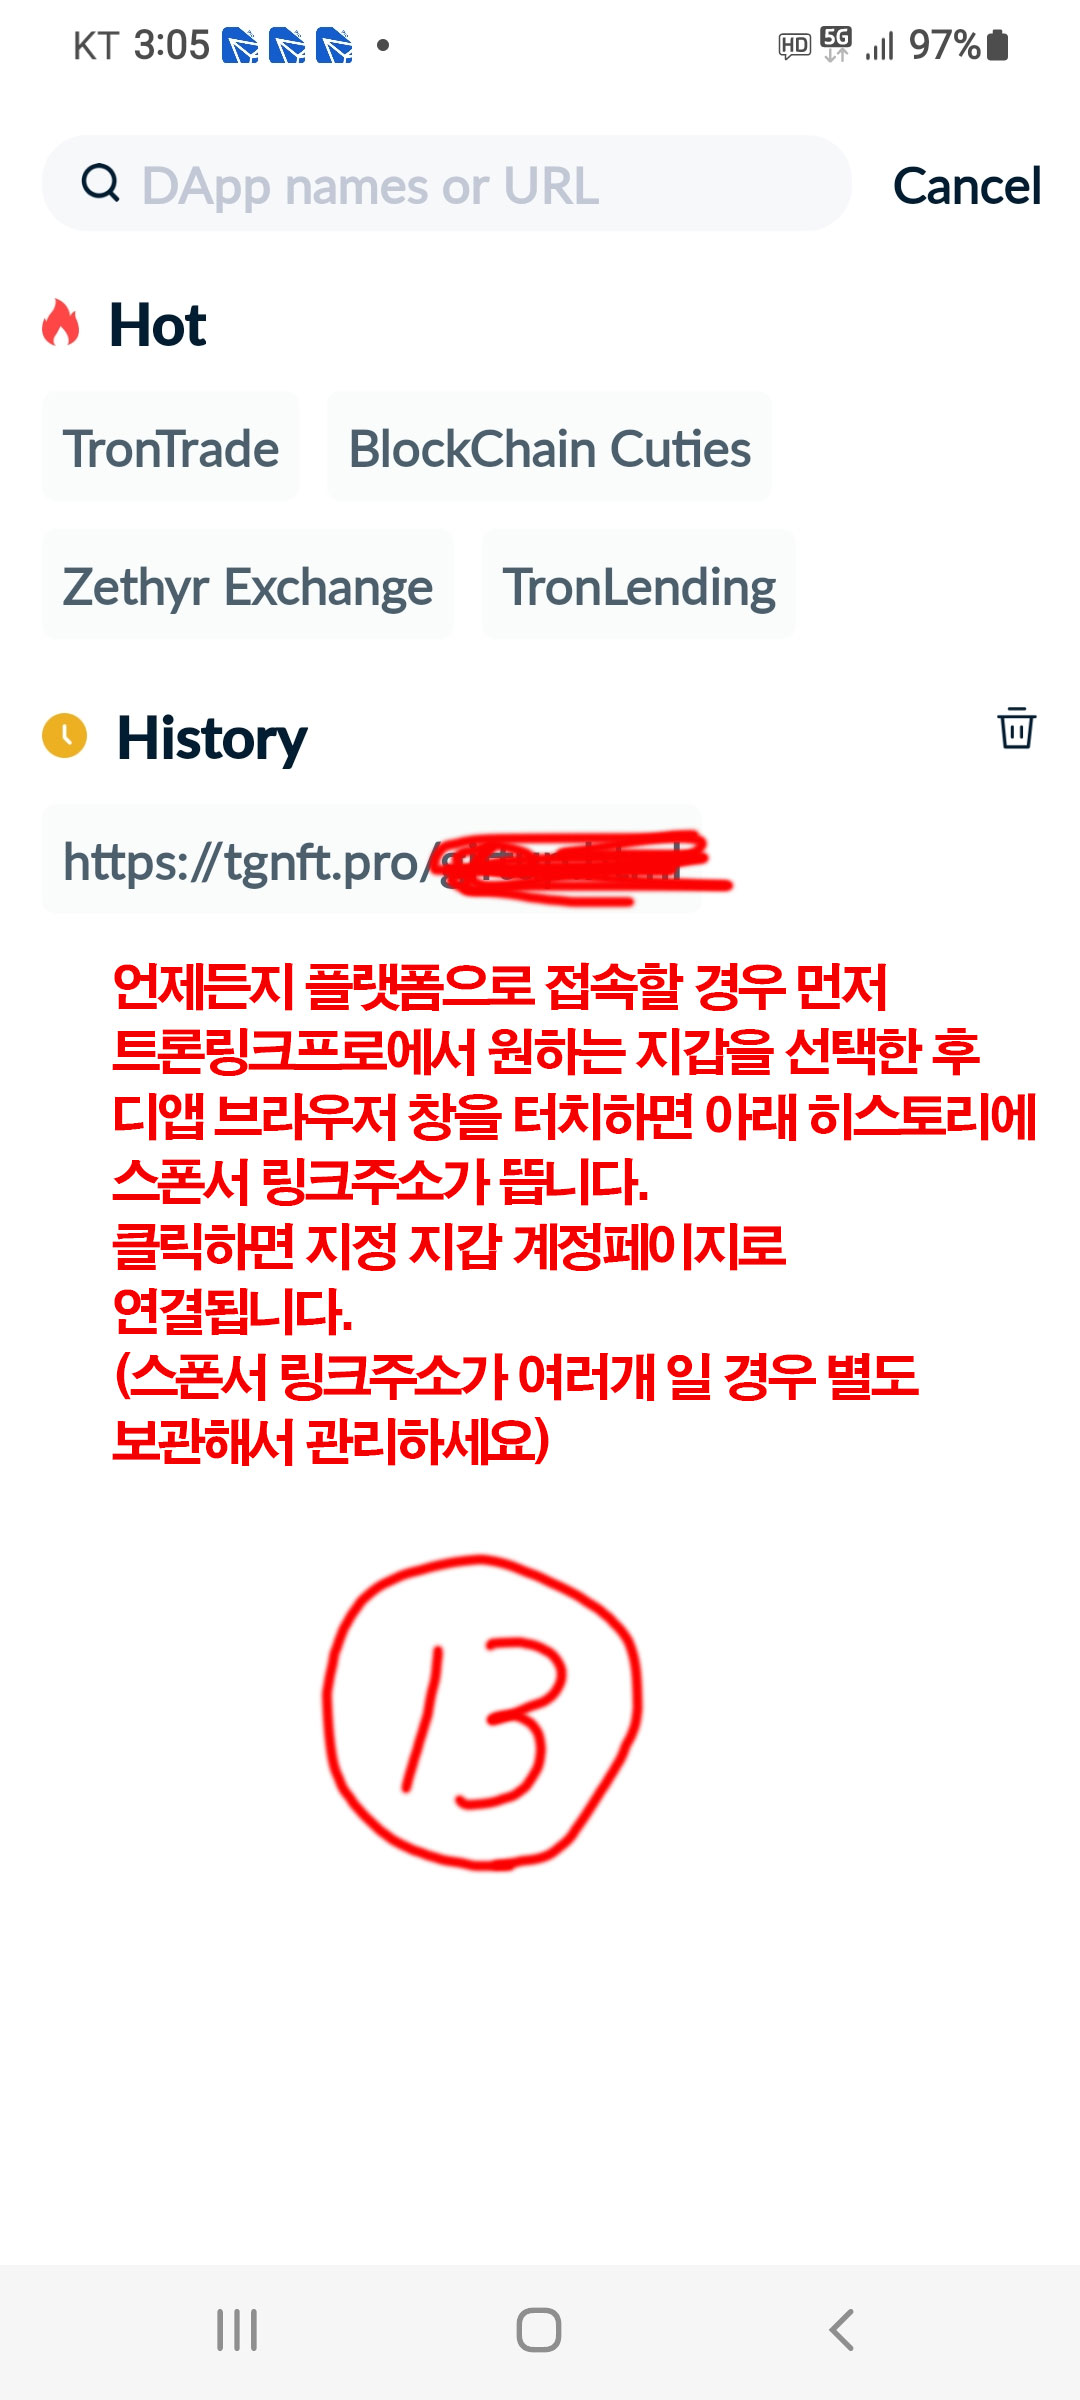 KT 3:05
HD 5G 97%
DApp names or URL Cancel
Hot
TronTrade BlockChain Cuties
Zethyr Exchange TronLending
History
https://tgnft.pro/
언제든지 플랫폼으로 접속할 경우 먼저
트론링크프로에서 원하는 지갑을 선택한 후
디앱 브라우저 창을 터치하면 아래 히스토리에
스폰서 링크주소가 뜹니다.
클릭하면 지정 지갑 계정페이지로
연결됩니다.
(스폰서 링크주소가 여러개 일 경우 별도
보관해서 관리하세요)
13